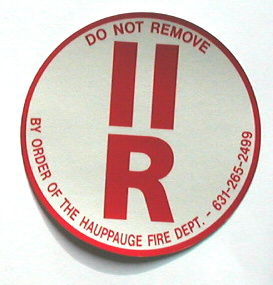 DO NOT REMOVE
II
R
BY ORDER OF THE HAUPPAUGE FIRE DEPT. - 631-265-2499